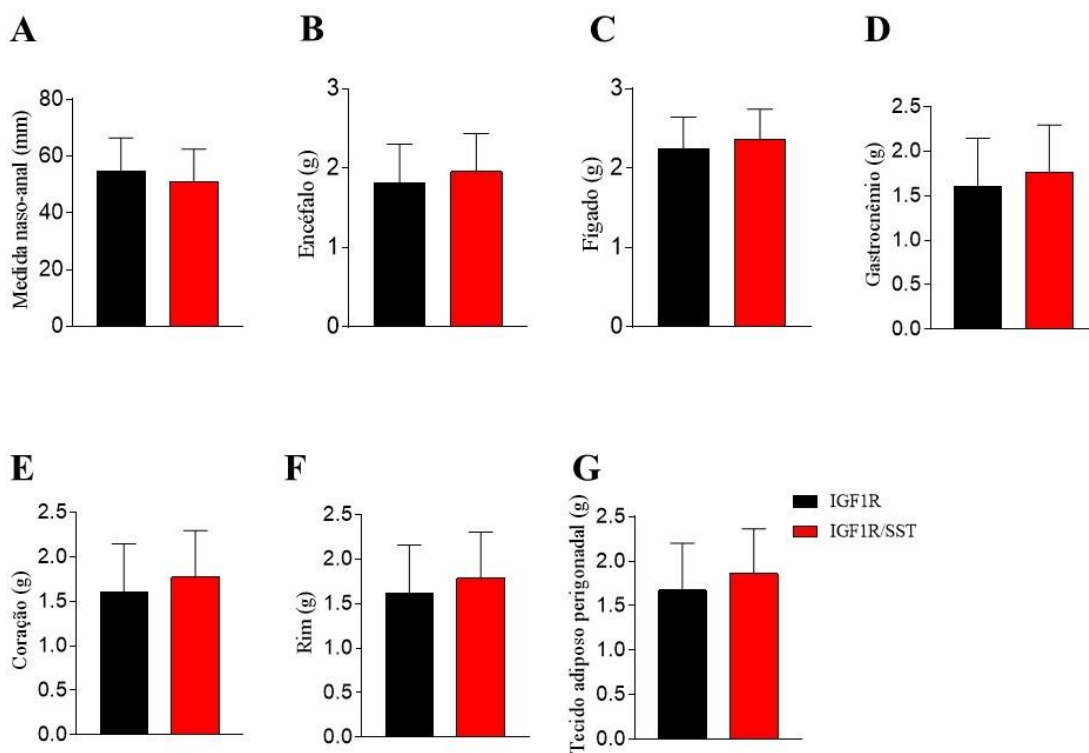 A
B
C
D
Medida naso-anal (mm)
80
60
40
20
0
Encéfalo (g)
3
2
1
0
Fígado (g)
3
2
1
0
Gastrocnêmio (g)
2.5
2.0
1.5
1.0
0.5
0.0
E
F
G
Coração (g)
2.5
2.0
1.5
1.0
0.5
0.0
Rim (g)
2.5
2.0
1.5
1.0
0.5
0.0
Tecido adiposo perigonadal (g)
2.5
2.0
1.5
1.0
0.5
0.0
IGF1R
IGF1R/SST